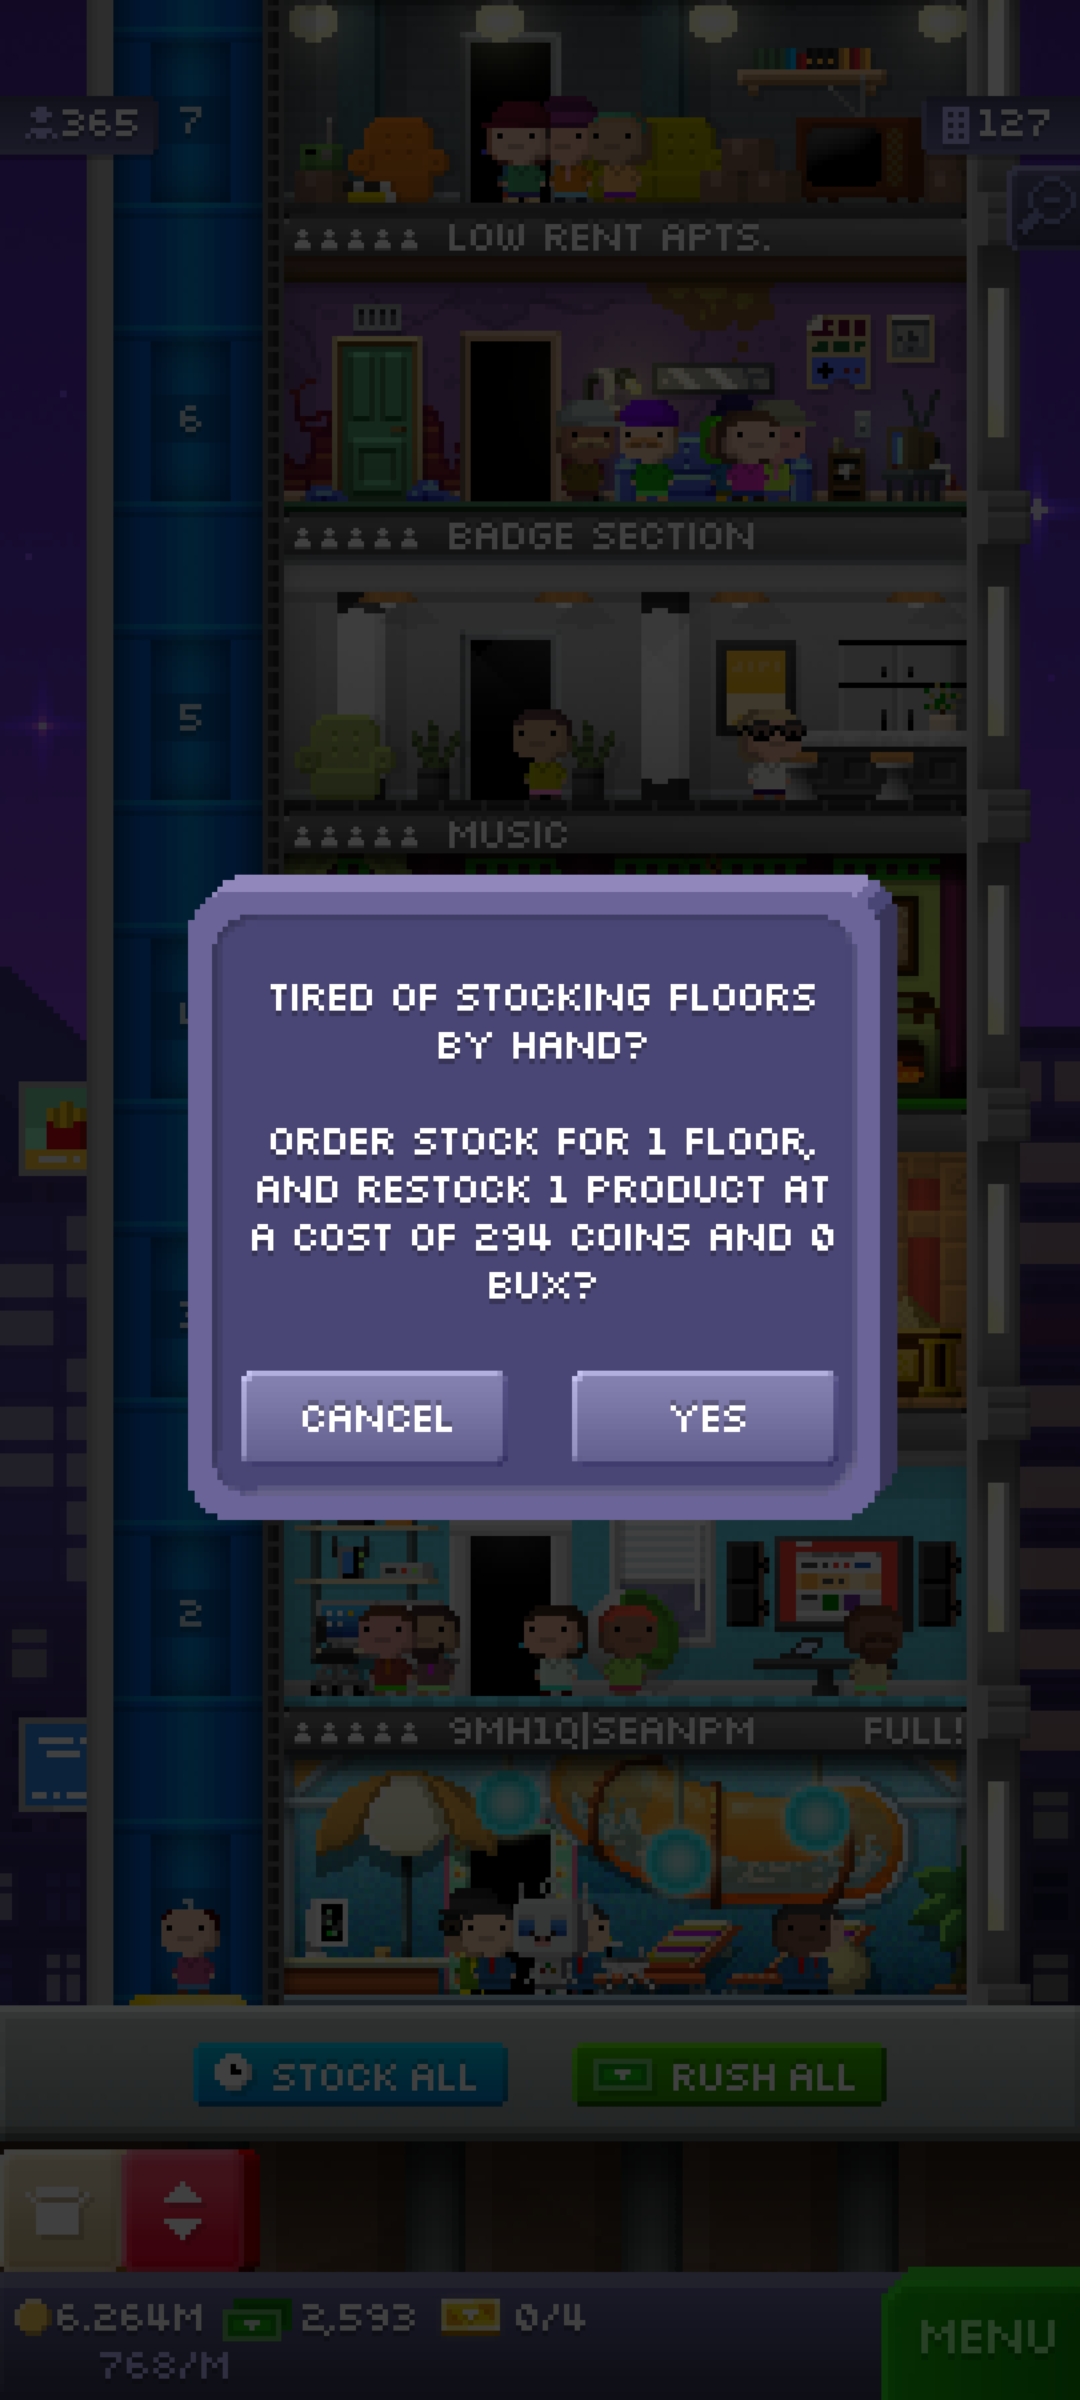 365
7
127
LOW RENT APTS.
6
BADGE SECTION
5
MUSIC
TIRED OF STOCKING FLOORS
BY HAND?
ORDER STOCK FOR 1 FLOOR,
AND RESTOCK 1 PRODUCT AT
A COST OF 294 COINS AND 0
BUX?
CANCEL
YES
2
9MH1Q|SEANPM
FULL!
STOCK ALL
RUSH ALL
6.264M
2,593
0/4
768/M
MENU